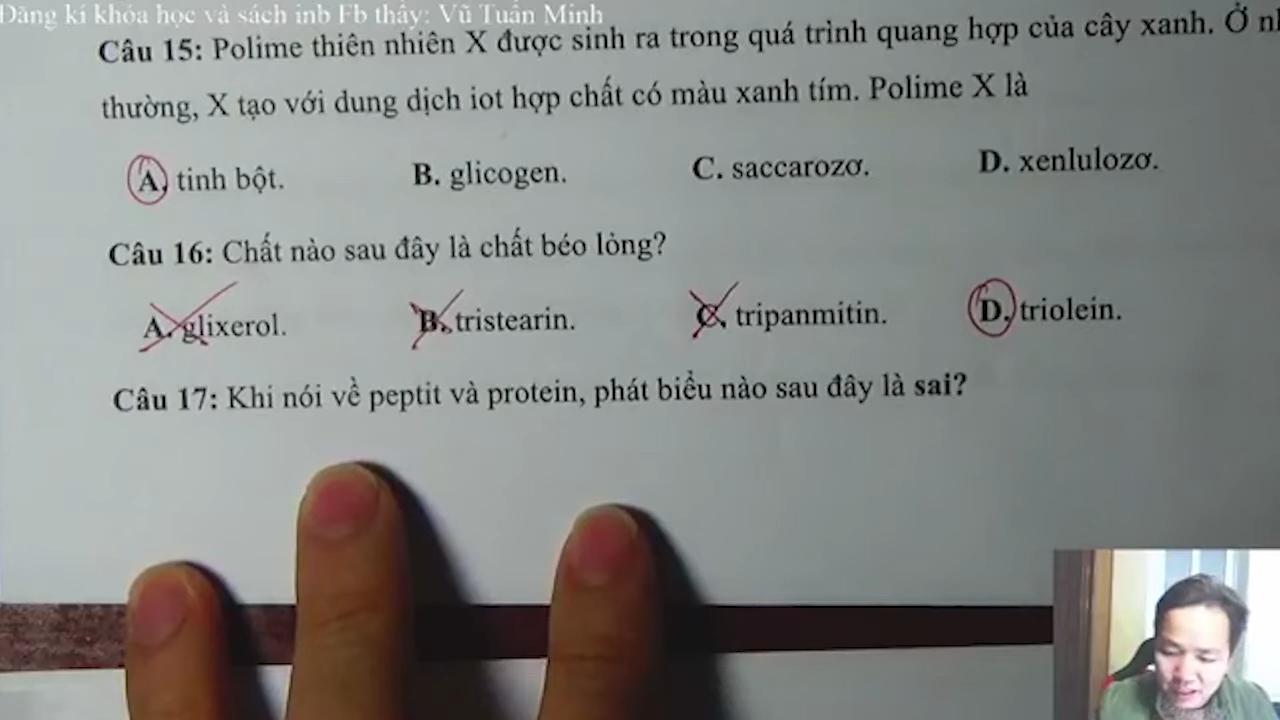 Đăng kí khóa học và sách inb Fb thầy: Vũ Tuấn Minh
Câu 15: Polime thiên nhiên X được sinh ra trong quá trình quang hợp của cây xanh. Ở
thường, X tạo với dung dịch iot hợp chất có màu xanh tím. Polime X là
A. tinh bột. B. glicogen. C. saccarozơ. D. xenlulozơ.
Câu 16: Chất nào sau đây là chất béo lỏng?
A. glixerol. B. tristearin. C. tripanmitin. D. triolein.
Câu 17: Khi nói về peptit và protein, phát biểu nào sau đây là sai?